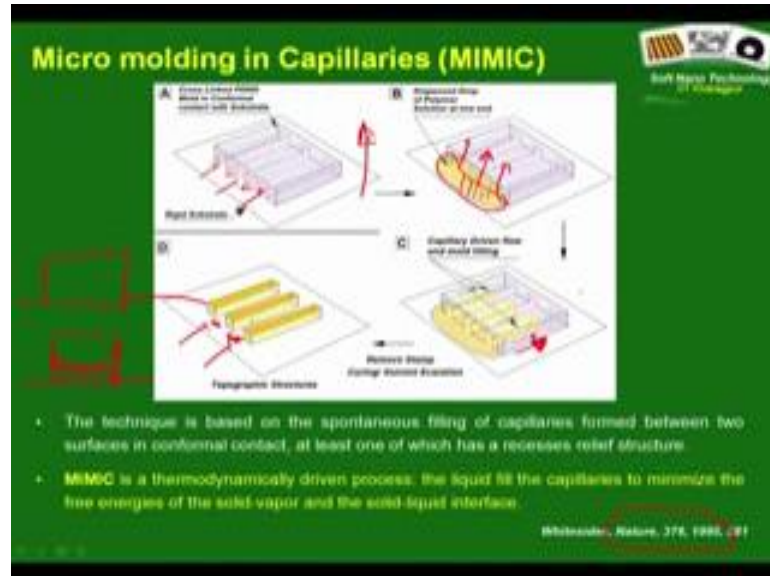 Micro molding in Capillaries (MIMIC)
Soft Nano Technology
IIT Kharagpur
A Cross Linked PDMS
Mold in Conformal
contact with Substrate
Rigid Substrate
B Dispensed Drop
of Polymer
Solution at one end
D
C Capillary driven flow
and mold filling
Topographic Structures
Remove Stamp
Curing/ Solvent
• The technique is based on the spontaneous filling of capillaries formed between two
surfaces in conformal contact, at least one of which has a recesses relief structure.
• MIMIC is a thermodynamically driven process: the liquid fill the capillaries to minimize the
free energies of the solid-vapor and the solid-liquid interface.
Whitesides, Nature, 376, 1995,